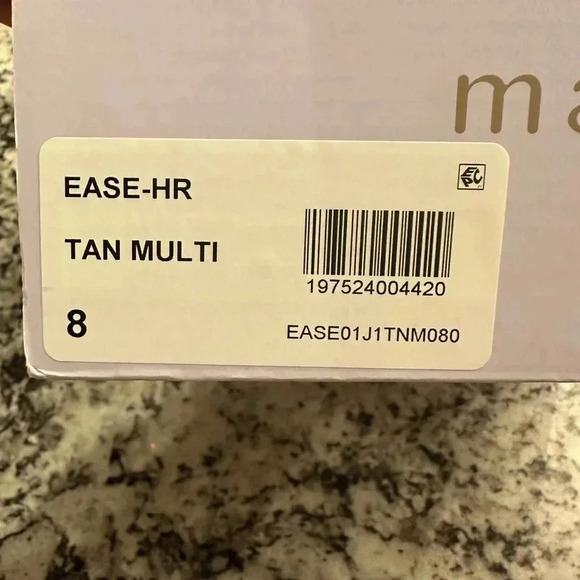 ma
EASE-HR
TAN MULTI
197524004420
8
EASE01J1TNM080